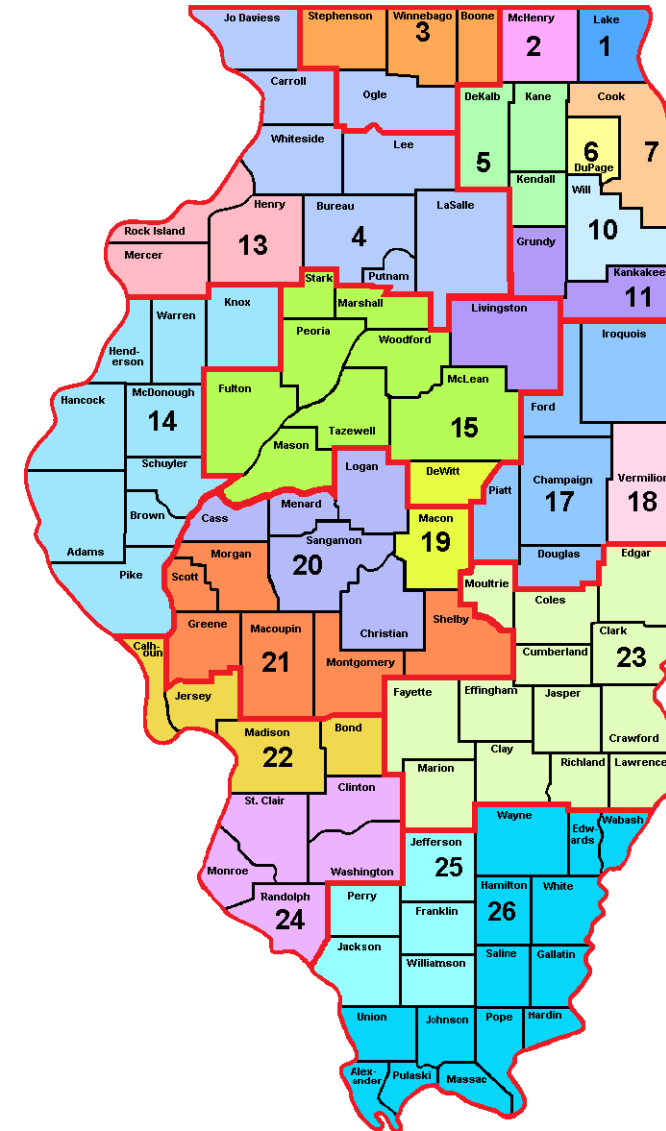 Jo Daviess
Stephenson
Winnebago
Boone
McHenry
Lake
3
2
1
Carroll
Ogle
DeKalb
Kane
Cook
Whiteside
Lee
5
6
7
DuPage
Kendall
Will
Henry
Bureau
LaSalle
Rock Island
4
10
Mercer
13
Grundy
Putnam
Kankakee
Stark
11
Knox
Marshall
Livingston
Warren
Peoria
Woodford
Iroquois
Hend-
erson
McLean
Hancock
McDonough
Fulton
Ford
14
Tazewell
15
Mason
Logan
DeWitt
Schuyler
Piatt
Champaign
Vermilion
17
18
Menard
Brown
Cass
Macon
Sangamon
19
Adams
Morgan
20
Douglas
Edgar
Pike
Scott
Moultrie
Coles
Greene
Macoupin
Christian
Shelby
Clark
Calh-
oun
21
Montgomery
Cumberland
23
Jersey
Fayette
Effingham
Jasper
Madison
Bond
Crawford
22
Clay
Marion
Richland
Lawrence
St. Clair
Clinton
Wayne
Edw-
ards
Wabash
Jefferson
Monroe
Washington
25
Randolph
Perry
Hamilton
White
24
Franklin
26
Jackson
Saline
Gallatin
Williamson
Union
Johnson
Pope
Hardin
Alex-
ander
Pulaski
Massac